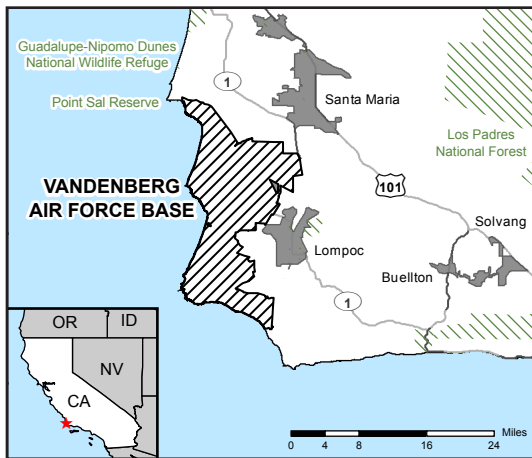 Guadalupe-Nipomo Dunes
National Wildlife Refuge
1
Santa Maria
Point Sal Reserve
Los Padres
National Forest
VANDENBERG
AIR FORCE BASE
101
Solvang
Lompoc
Buellton
1
OR
ID
NV
CA
Miles
0 4 8 16 24